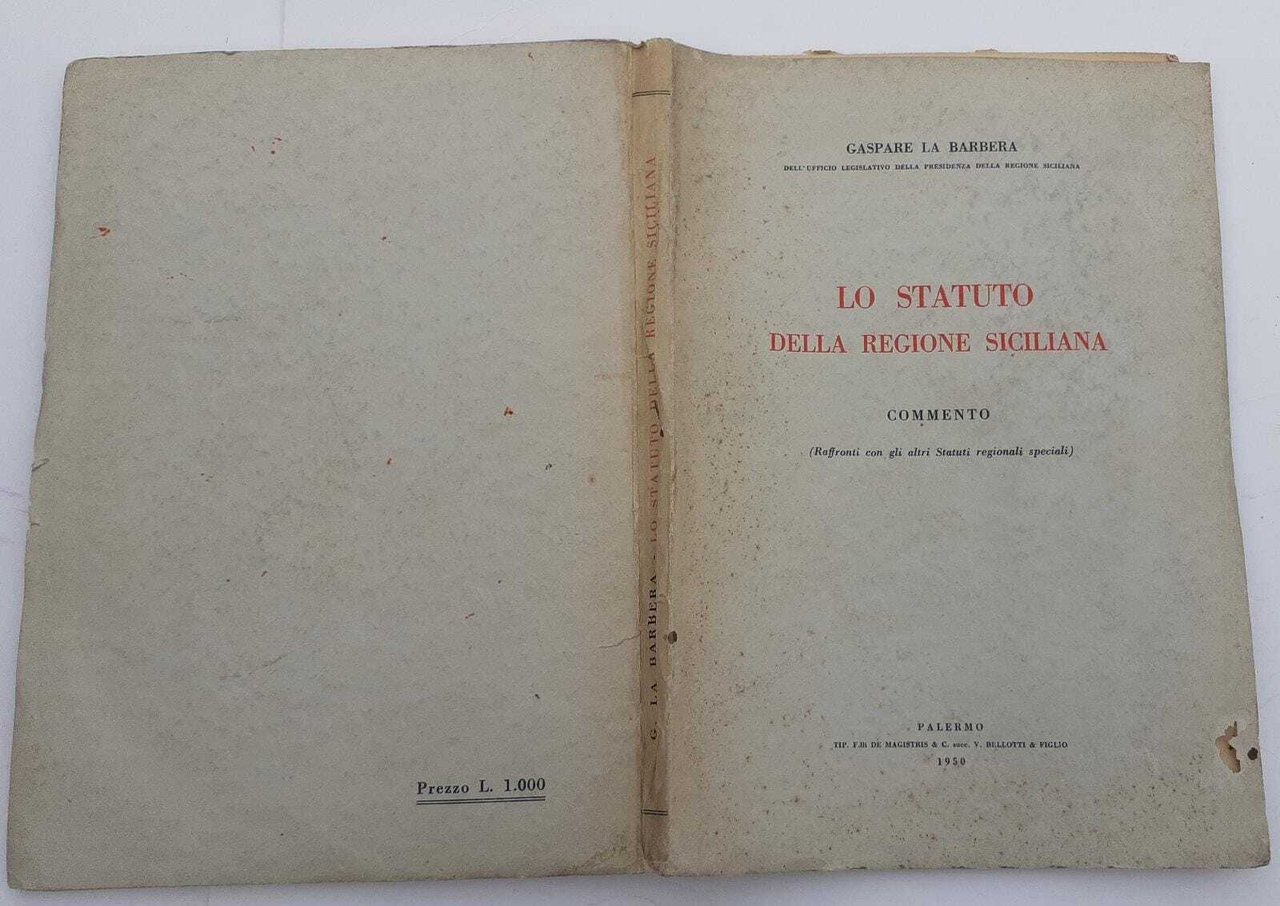 Prezzo L. 1.000
G. LA BARBERA - LO STATUTO DELLA REGIONE SICILIANA
GASPARE LA BARBERA
DELL'UFFICIO LEGISLATIVO DELLA PRESIDENZA DELLA REGIONE SICILIANA
LO STATUTO
DELLA REGIONE SICILIANA
COMMENTO
(Raffronti con gli altri Statuti regionali speciali)
PALERMO
TIP. F.lli DE MAGISTRIS & C. succ. V. BELLOTTI & FIGLIO
1950